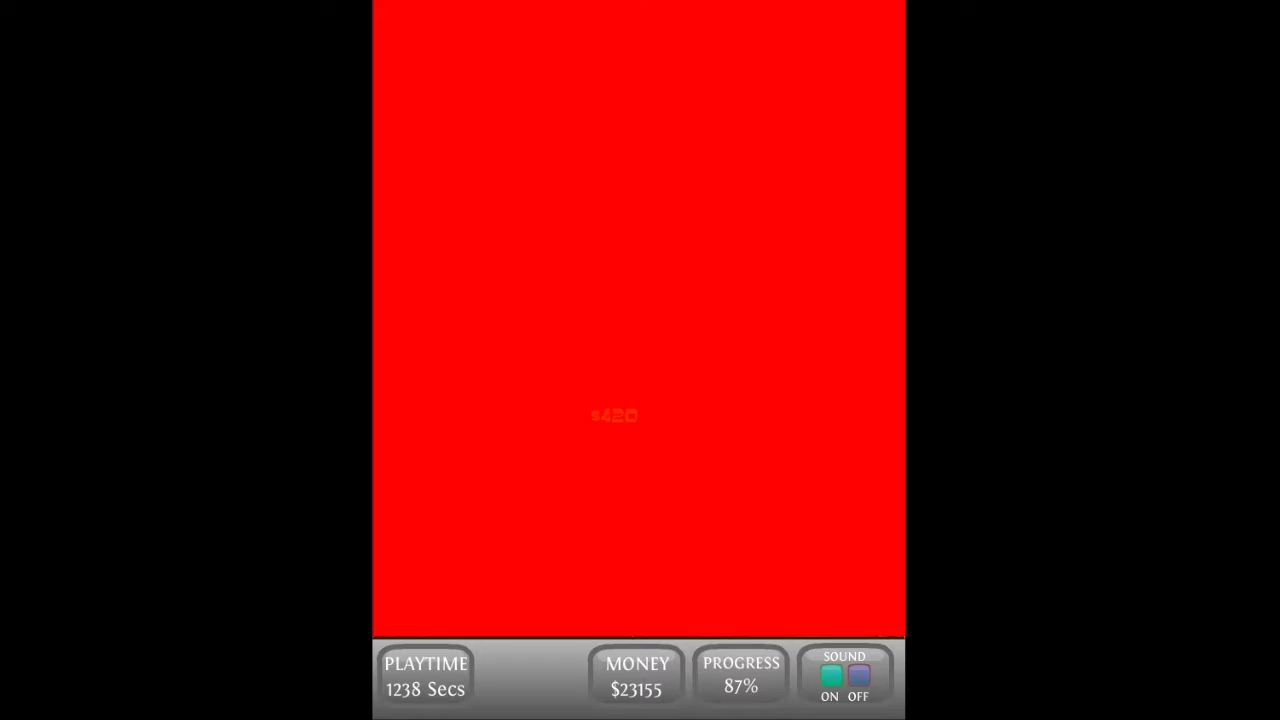 $420
PLAYTIME
1238 Secs
MONEY
$23155
PROGRESS
87%
SOUND
ON OFF